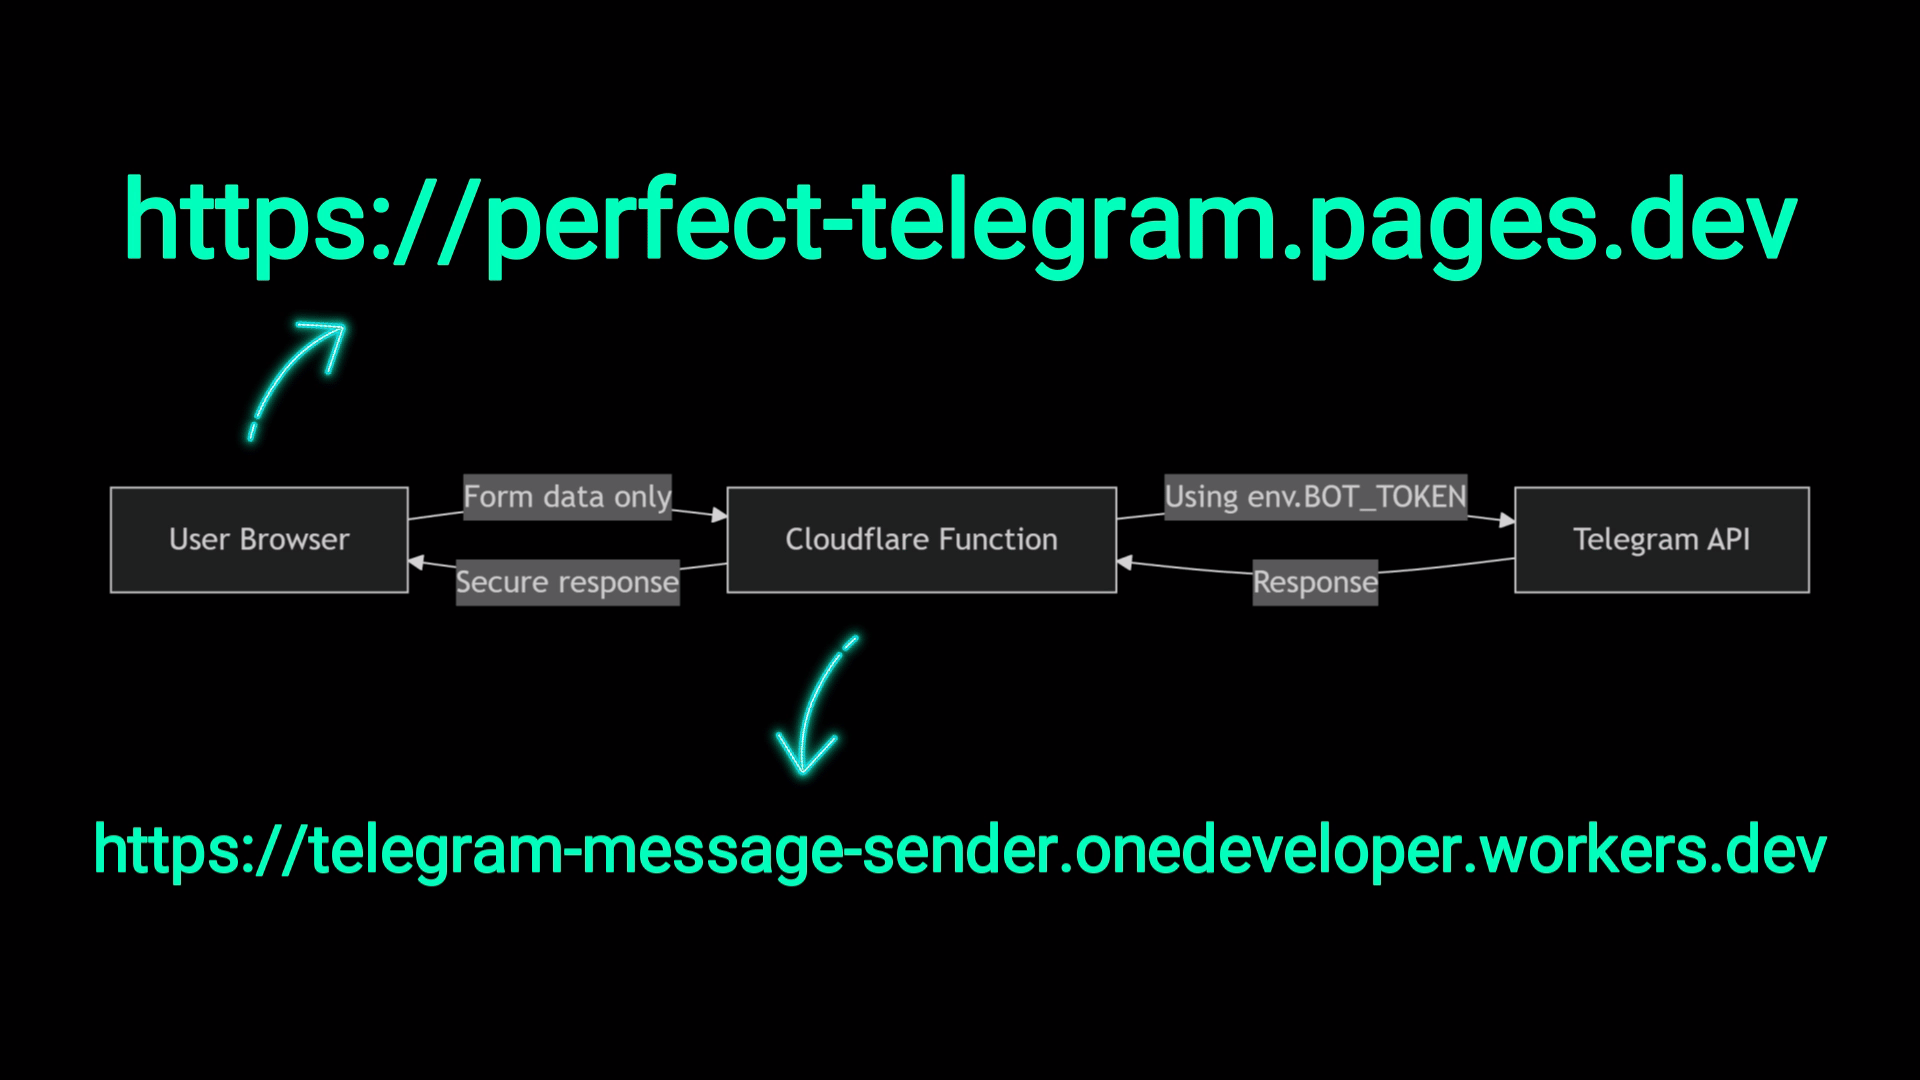 https://perfect-telegram.pages.dev
Form data only
Using env.BOT_TOKEN
User Browser
Cloudflare Function
Telegram API
Secure response
Response
https://telegram-message-sender.onedeveloper.workers.dev